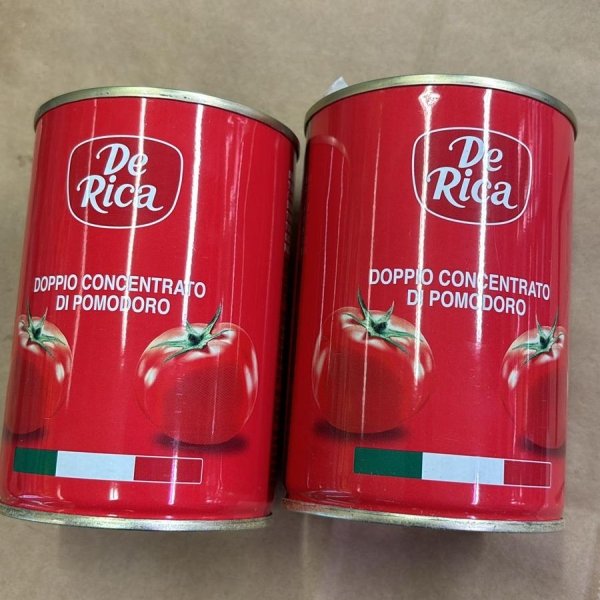 De
Rica
DOPPIO CONCENTRATO
DI POMODORO
De
Rica
DOPPIO CONCENTRATO
DI POMODORO